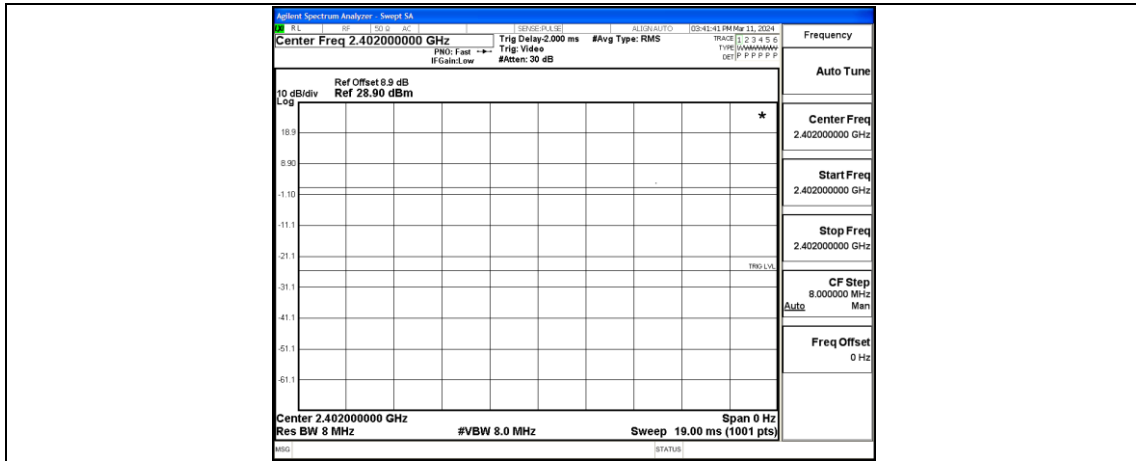 Agilent Spectrum Analyzer - Swept SA
RL RF 50 Ω AC SENSE:PULSE ALIGNAUTO 03:41:41 PM Mar 11, 2024
Center Freq 2.402000000 GHz
PNO: Fast
IFGain:Low
Trig Delay-2.000 ms
Trig: Video
#Atten: 30 dB
#Avg Type: RMS
TRACE 1 2 3 4 5 6
TYPE WWWWWW
DET P P P P P P
Ref Offset 8.9 dB
10 dB/div Ref 28.90 dBm
Log
*
18.9
8.90
-1.10
-11.1
-21.1
TRIG LVL
-31.1
-41.1
-51.1
-61.1
Center 2.402000000 GHz Span 0 Hz
Res BW 8 MHz #VBW 8.0 MHz Sweep 19.00 ms (1001 pts)
MSG STATUS
Frequency
Auto Tune
Center Freq
2.402000000 GHz
Start Freq
2.402000000 GHz
Stop Freq
2.402000000 GHz
CF Step
8.000000 MHz
Auto Man
Freq Offset
0 Hz